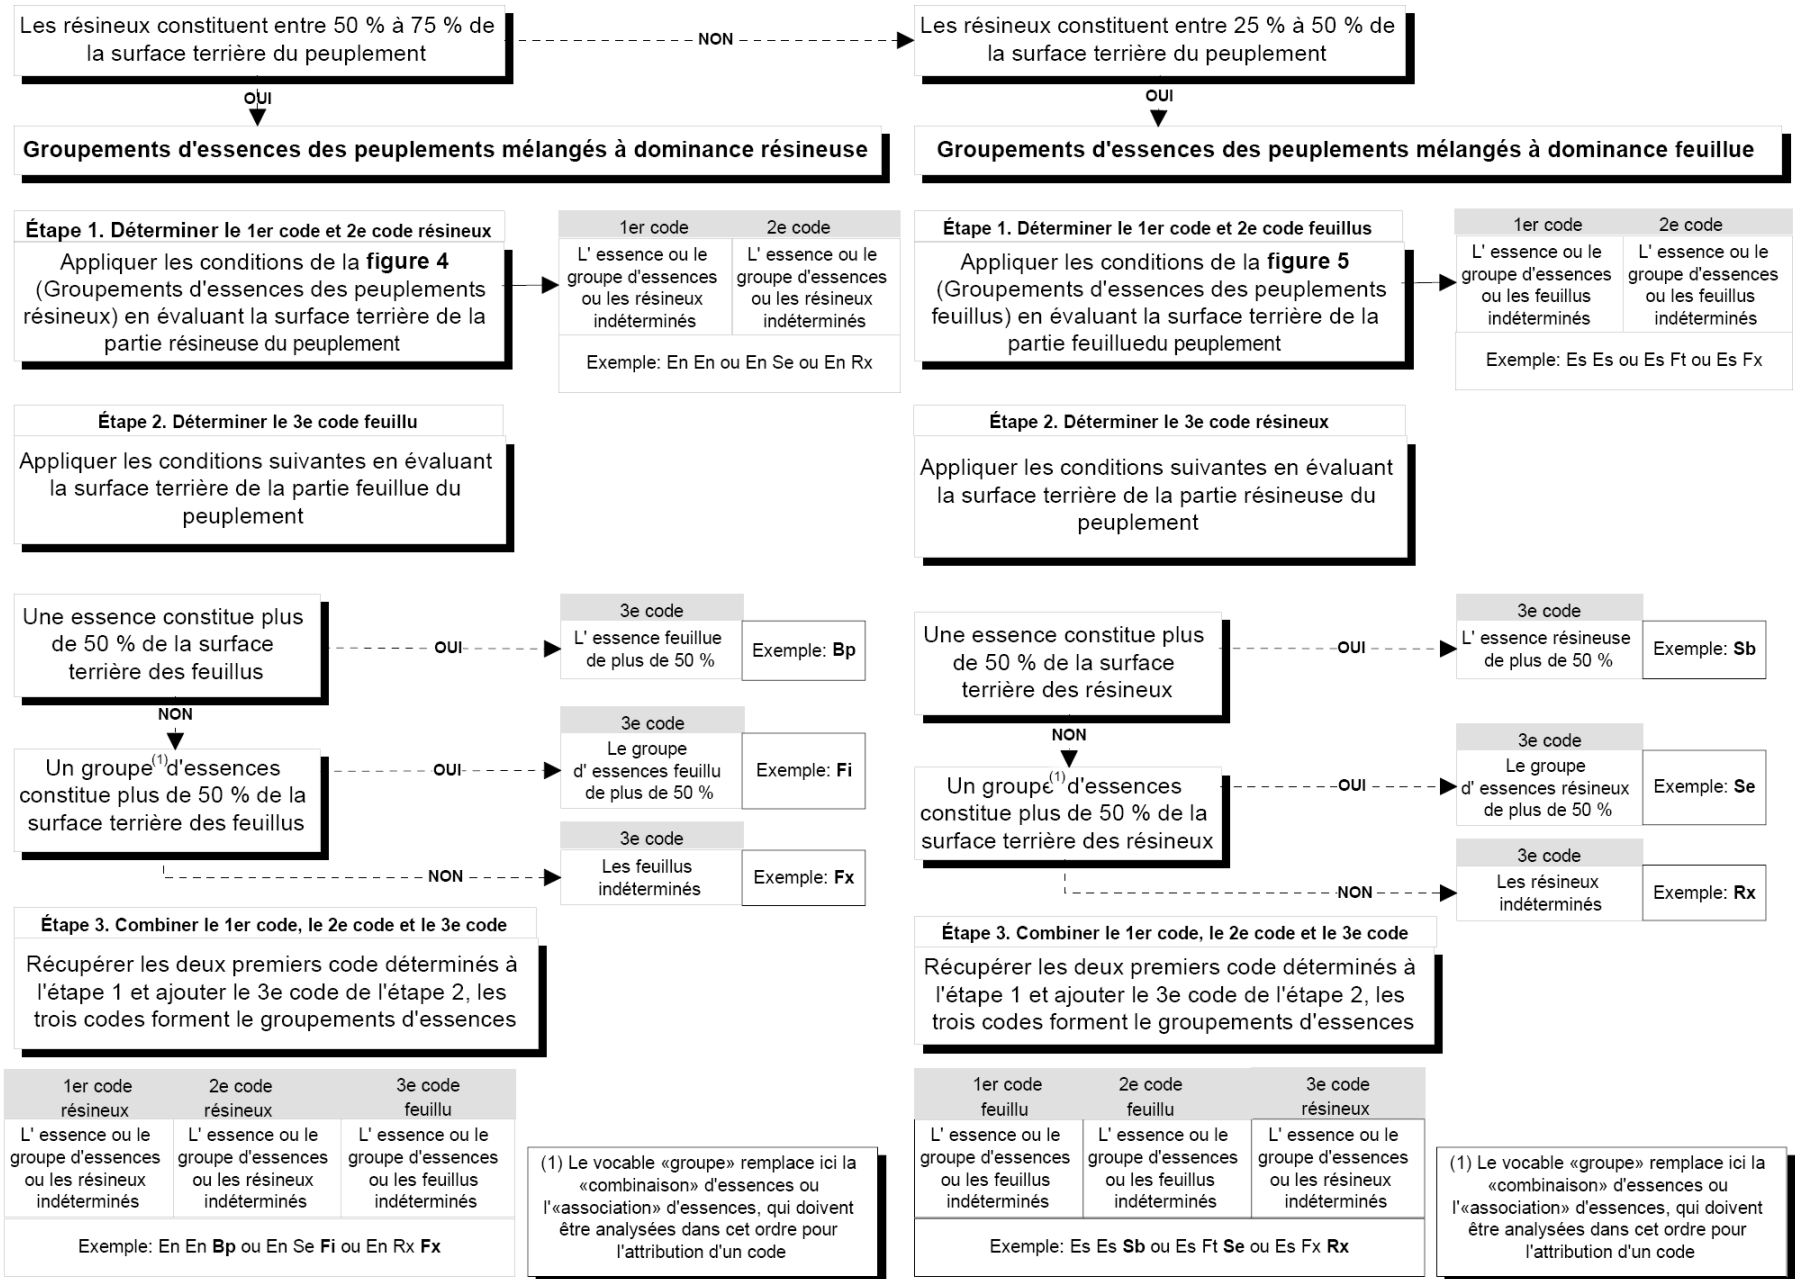 Les résineux constituent entre 50 % à 75 % de
la surface terrière du peuplement
NON
Les résineux constituent entre 25 % à 50 % de
la surface terrière du peuplement
OUI
OUI
Groupements d'essences des peuplements mélangés à dominance résineuse
Groupements d'essences des peuplements mélangés à dominance feuillue
Étape 1. Déterminer le 1er code et 2e code résineux
Appliquer les conditions de la figure 4
(Groupements d'essences des peuplements
résineux) en évaluant la surface terrière de la
partie résineuse du peuplement
1er code
2e code
L' essence ou le
groupe d'essences
ou les résineux
indéterminés
L' essence ou le
groupe d'essences
ou les résineux
indéterminés
Exemple: En En ou En Se ou En Rx
Étape 1. Déterminer le 1er code et 2e code feuillus
Appliquer les conditions de la figure 5
(Groupements d'essences des peuplements
feuillus) en évaluant la surface terrière de la
partie feuilluedu peuplement
1er code
2e code
L' essence ou le
groupe d'essences
ou les feuillus
indéterminés
L' essence ou le
groupe d'essences
ou les feuillus
indéterminés
Exemple: Es Es ou Es Ft ou Es Fx
Étape 2. Déterminer le 3e code feuillu
Appliquer les conditions suivantes en évaluant
la surface terrière de la partie feuillue du
peuplement
Étape 2. Déterminer le 3e code résineux
Appliquer les conditions suivantes en évaluant
la surface terrière de la partie résineuse du
peuplement
Une essence constitue plus
de 50 % de la surface
terrière des feuillus
OUI
3e code
L' essence feuillue
de plus de 50 %
Exemple: Bp
NON
Un groupe(1)d'essences
constitue plus de 50 % de la
surface terrière des feuillus
OUI
3e code
Le groupe
d' essences feuillu
de plus de 50 %
Exemple: Fi
NON
3e code
Les feuillus
indéterminés
Exemple: Fx
Une essence constitue plus
de 50 % de la surface
terrière des résineux
OUI
3e code
L' essence résineuse
de plus de 50 %
Exemple: Sb
NON
Un groupe(1)d'essences
constitue plus de 50 % de la
surface terrière des résineux
OUI
3e code
Le groupe
d' essences résineux
de plus de 50 %
Exemple: Se
NON
3e code
Les résineux
indéterminés
Exemple: Rx
Étape 3. Combiner le 1er code, le 2e code et le 3e code
Récupérer les deux premiers code déterminés à
l'étape 1 et ajouter le 3e code de l'étape 2, les
trois codes forment le groupements d'essences
Étape 3. Combiner le 1er code, le 2e code et le 3e code
Récupérer les deux premiers code déterminés à
l'étape 1 et ajouter le 3e code de l'étape 2, les
trois codes forment le groupements d'essences
1er code
résineux
2e code
résineux
3e code
feuillu
L' essence ou le
groupe d'essences
ou les résineux
indéterminés
L' essence ou le
groupe d'essences
ou les résineux
indéterminés
L' essence ou le
groupe d'essences
ou les feuillus
indéterminés
Exemple: En En Bp ou En Se Fi ou En Rx Fx
(1) Le vocable «groupe» remplace ici la
«combinaison» d'essences ou
l'«association» d'essences, qui doivent
être analysées dans cet ordre pour
l'attribution d'un code
1er code
feuillu
2e code
feuillu
3e code
résineux
L' essence ou le
groupe d'essences
ou les feuillus
indéterminés
L' essence ou le
groupe d'essences
ou les feuillus
indéterminés
L' essence ou le
groupe d'essences
ou les résineux
indéterminés
Exemple: Es Es Sb ou Es Ft Se ou Es Fx Rx
(1) Le vocable «groupe» remplace ici la
«combinaison» d'essences ou
l'«association» d'essences, qui doivent
être analysées dans cet ordre pour
l'attribution d'un code